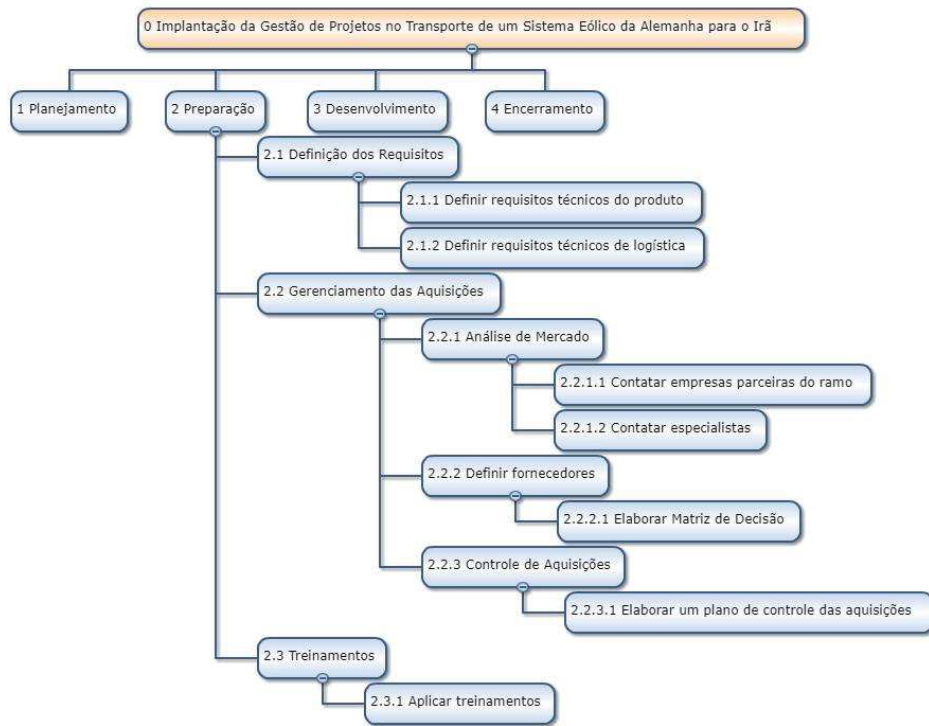 0 Implantação da Gestão de Projetos no Transporte de um Sistema Eólico da Alemanha para o Irã
1 Planejamento
2 Preparação
3 Desenvolvimento
4 Encerramento
2.1 Definição dos Requisitos
2.1.1 Definir requisitos técnicos do produto
2.1.2 Definir requisitos técnicos de logística
2.2 Gerenciamento das Aquisições
2.2.1 Análise de Mercado
2.2.1.1 Contatar empresas parceiras do ramo
2.2.1.2 Contatar especialistas
2.2.2 Definir fornecedores
2.2.2.1 Elaborar Matriz de Decisão
2.2.3 Controle de Aquisições
2.2.3.1 Elaborar um plano de controle das aquisições
2.3 Treinamentos
2.3.1 Aplicar treinamentos